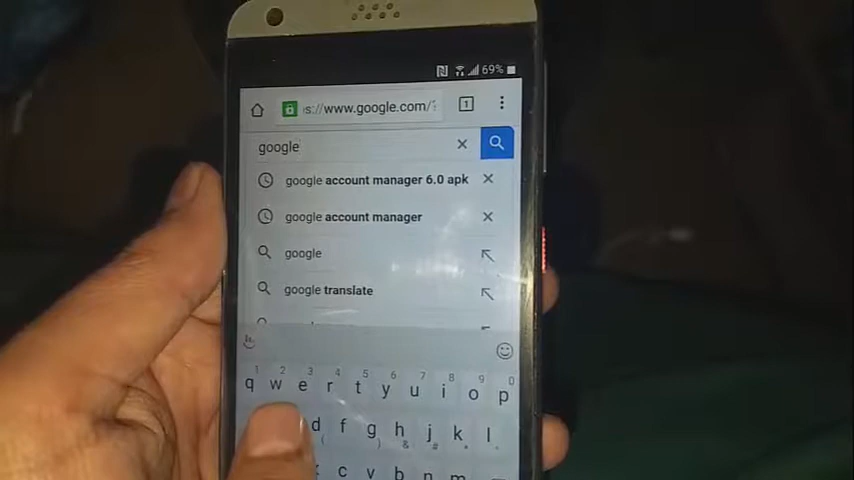 69%
s://www.google.com/
1
google
google account manager 6.0 apk
google account manager
google
google translate
1 2 3 4 5 6 7 8 9 0
q w e r t y u i o p
d f g h j k l
c v b n m